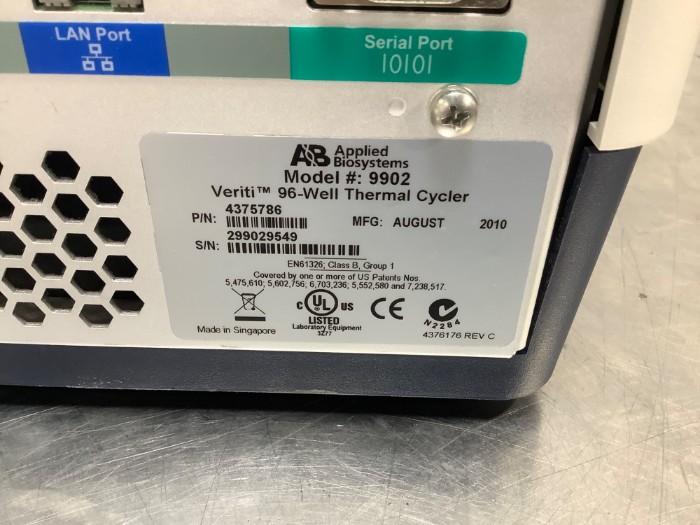 LAN Port
Serial Port
10101
AB Applied
Biosystems
Model #: 9902
Veriti™ 96-Well Thermal Cycler
P/N: 4375786
MFG: AUGUST 2010
S/N: 299029549
EN61326; Class B, Group 1
Covered by one or more of US Patents Nos.
5,475,610; 5,602,756; 6,703,236; 5,552,580 and 7,238,517.
Made in Singapore
C UL US
LISTED
Laboratory Equipment
3Z77
CE
N2284
4376176 REV C